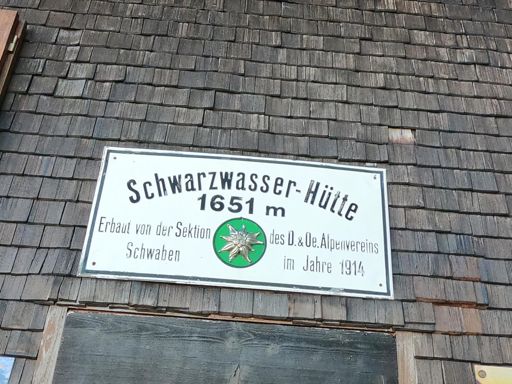 Schwarzwasser-Hütte
1651 m
Erbaut von der Sektion des D. & Oe. Alpenvereins
Schwaben im Jahre 1914